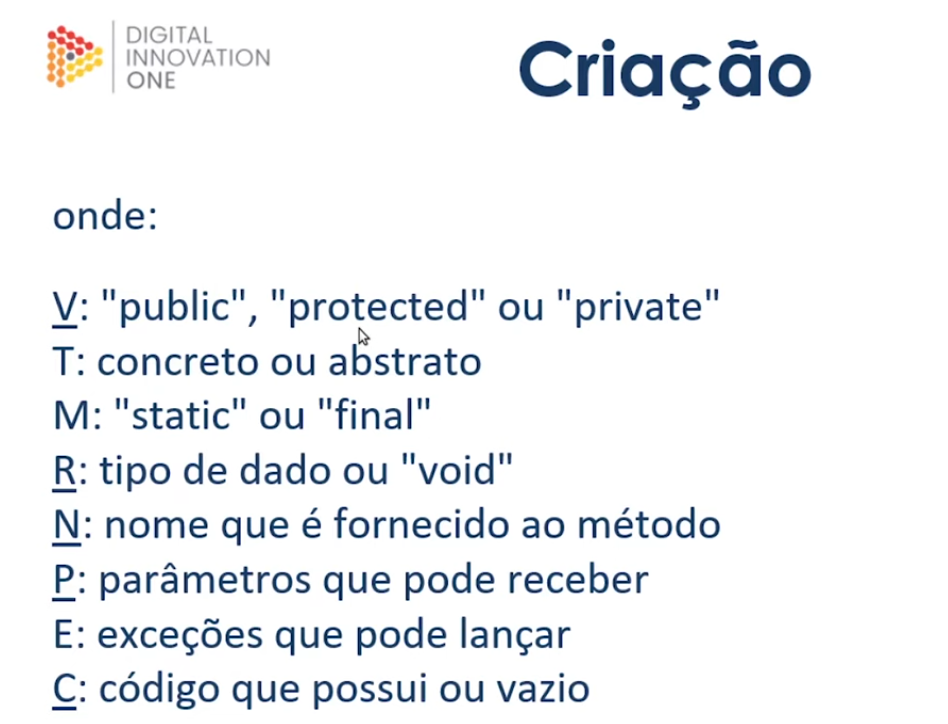 DIGITAL
INNOVATION
ONE
Criação
onde:
V: "public", "protected" ou "private"
T: concreto ou abstrato
M: "static" ou "final"
R: tipo de dado ou "void"
N: nome que é fornecido ao método
P: parâmetros que pode receber
E: exceções que pode lançar
C: código que possui ou vazio